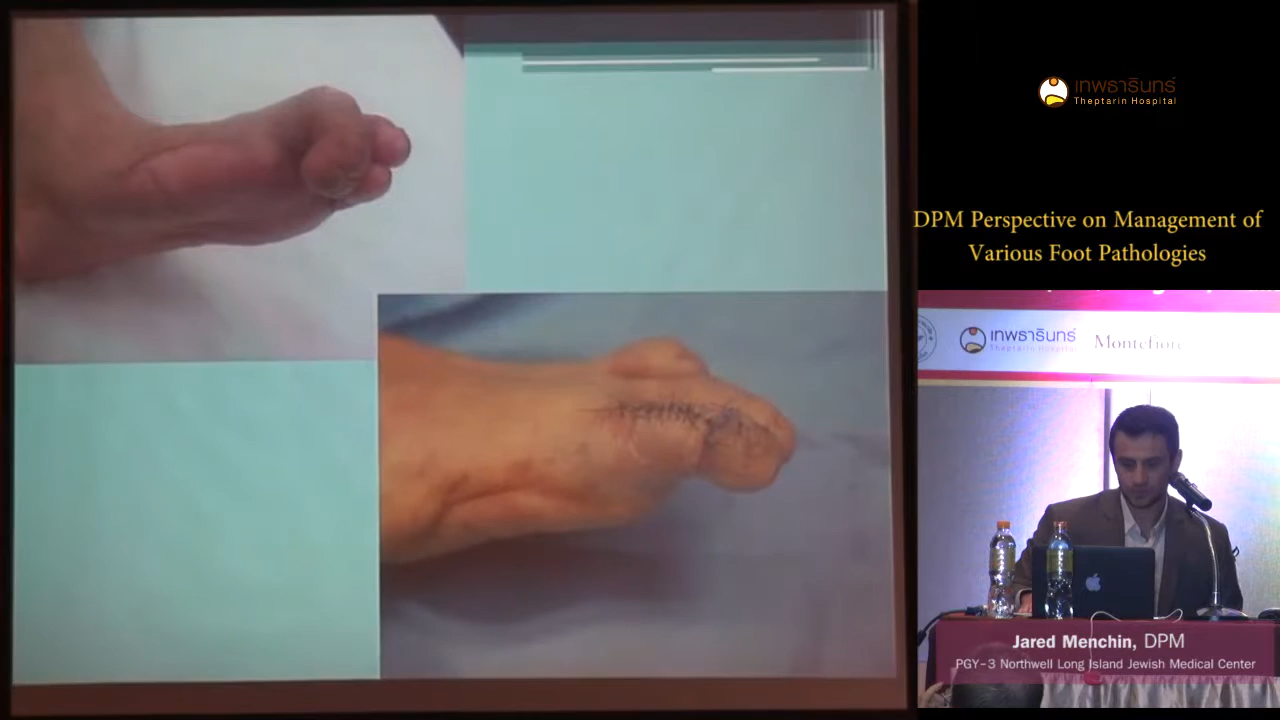 เทพธารินทร์
Theptarin Hospital
DPM Perspective on Management of
Various Foot Pathologies
เทพธารินทร์
Theptarin Hospital
Montefiore
Jared Menchin, DPM
PGY-3 Northwell Long Island Jewish Medical Center